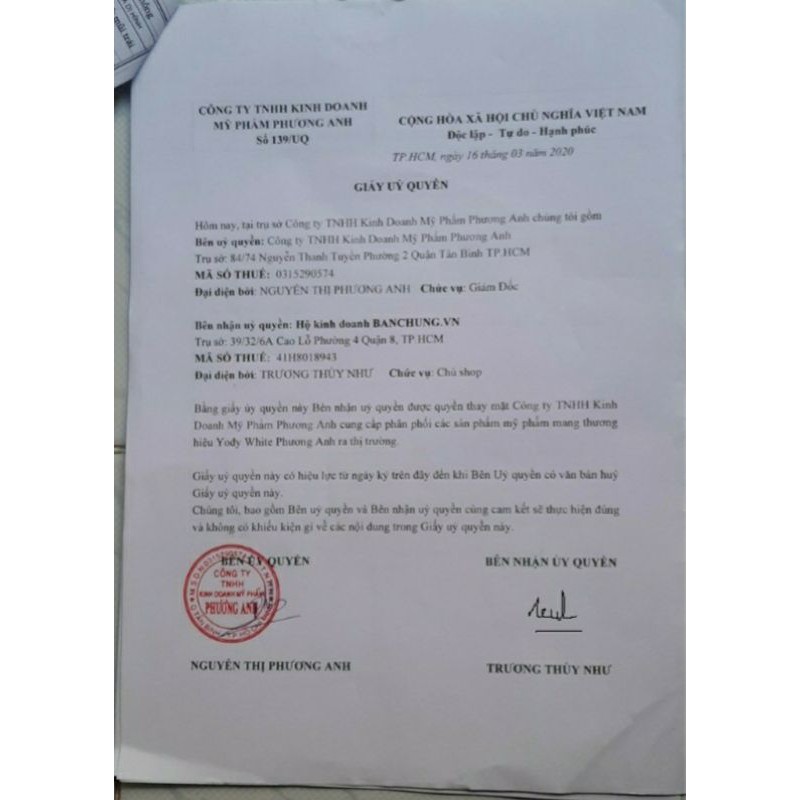 CÔNG TY TNHH KINH DOANH
MỸ PHẨM PHƯƠNG ANH
Số 139/UQ
CỘNG HÒA XÃ HỘI CHỦ NGHĨA VIỆT NAM
Độc lập - Tự do - Hạnh phúc
TP.HCM, ngày 16 tháng 03 năm 2020
GIẤY UỶ QUYỀN
Hôm nay, tại trụ sở Công ty TNHH Kinh Doanh Mỹ Phẩm Phương Anh chúng tôi gồm
Bên uỷ quyền: Công ty TNHH Kinh Doanh Mỹ Phẩm Phương Anh
Trụ sở: 84/74 Nguyễn Thanh Tuyền Phường 2 Quận Tân Bình TP.HCM
MÃ SỐ THUẾ: 0315290574
Đại diện bởi: NGUYỄN THỊ PHƯƠNG ANH Chức vụ: Giám Đốc
Bên nhận uỷ quyền: Hộ kinh doanh BANCHUNG.VN
Trụ sở: 39/32/6A Cao Lỗ Phường 4 Quận 8, TP.HCM
MÃ SỐ THUẾ: 41H8018943
Đại diện bởi: TRƯƠNG THÙY NHƯ Chức vụ: Chủ shop
Bằng giấy ủy quyền này Bên nhận uỷ quyền được quyền thay mặt Công ty TNHH Kinh
Doanh Mỹ Phẩm Phương Anh cung cấp phân phối các sản phẩm mỹ phẩm mang thương
hiệu Yody White Phương Anh ra thị trường.
Giấy uỷ quyền này có hiệu lực từ ngày ký trên đây đến khi Bên Uỷ quyền có văn bản huỷ
Giấy uỷ quyền này.
Chúng tôi, bao gồm Bên uỷ quyền và Bên nhận uỷ quyền cùng cam kết sẽ thực hiện đúng
và không có khiếu kiện gì về các nội dung trong Giấy uỷ quyền này.
BÊN ỦY QUYỀN
BÊN NHẬN ỦY QUYỀN
CÔNG TY
TNHH
KINH DOANH MỸ PHẨM
PHƯƠNG ANH
NGUYỄN THỊ PHƯƠNG ANH
TRƯƠNG THÙY NHƯ